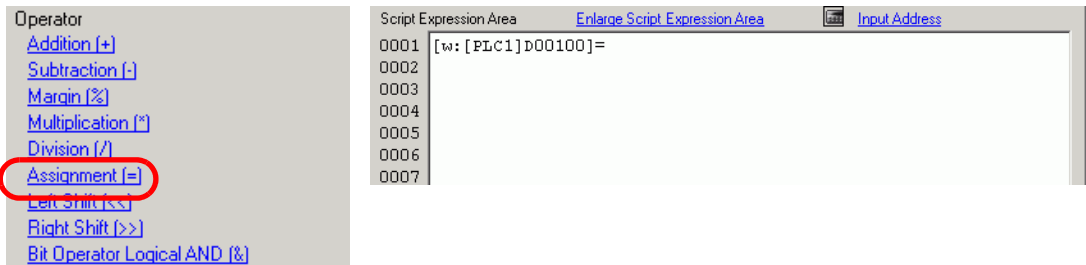 Operator
Addition (+)
Subtraction (-)
Margin (%)
Multiplication (*)
Division (/)
Assignment (=)
Left Shift (<<)
Right Shift (>>)
Bit Operator Logical AND (&)
Script Expression Area Enlarge Script Expression Area Input Address
0001 [w:[PLC1]D00100]=
0002
0003
0004
0005
0006
0007